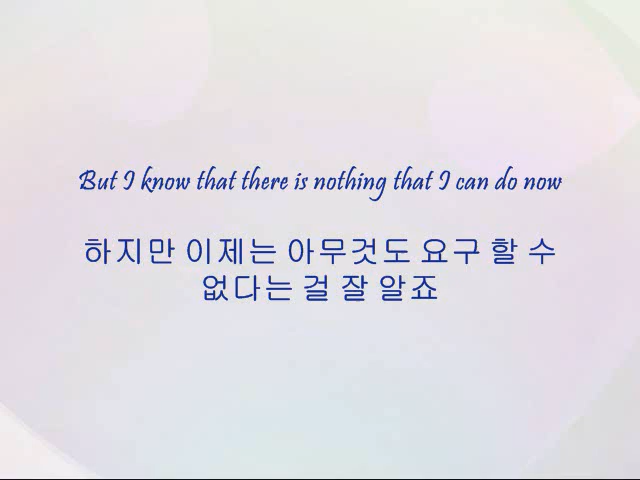 But I know that there is nothing that I can do now
하지만 이제는 아무것도 요구 할 수
없다는 걸 잘 알죠